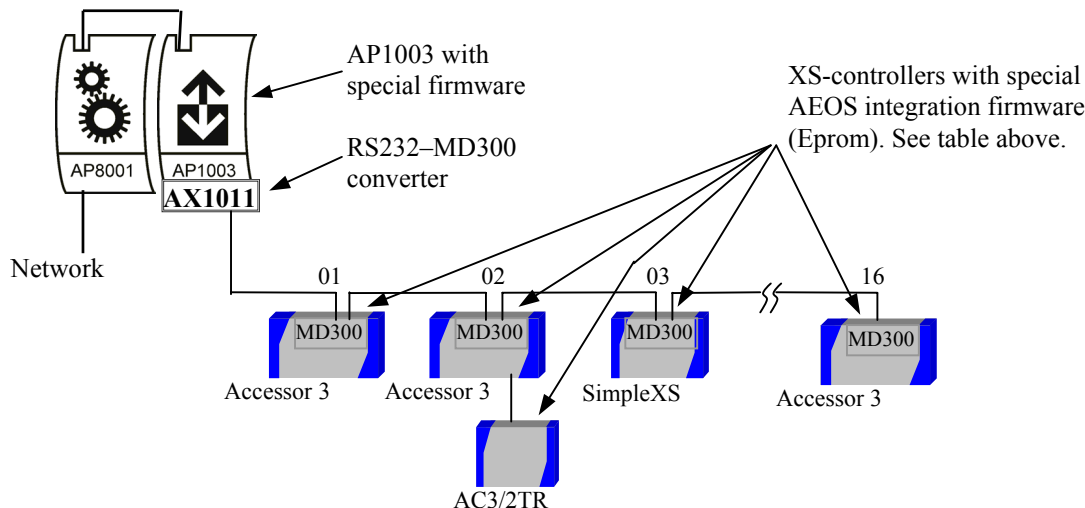 AP1003 with
special firmware
XS-controllers with special
AEOS integration firmware
(Eprom). See table above.
RS232–MD300
converter
AP8001
AP1003
AX1011
Network
01
02
03
16
MD300
MD300
MD300
MD300
Accessor 3
Accessor 3
SimpleXS
Accessor 3
AC3/2TR